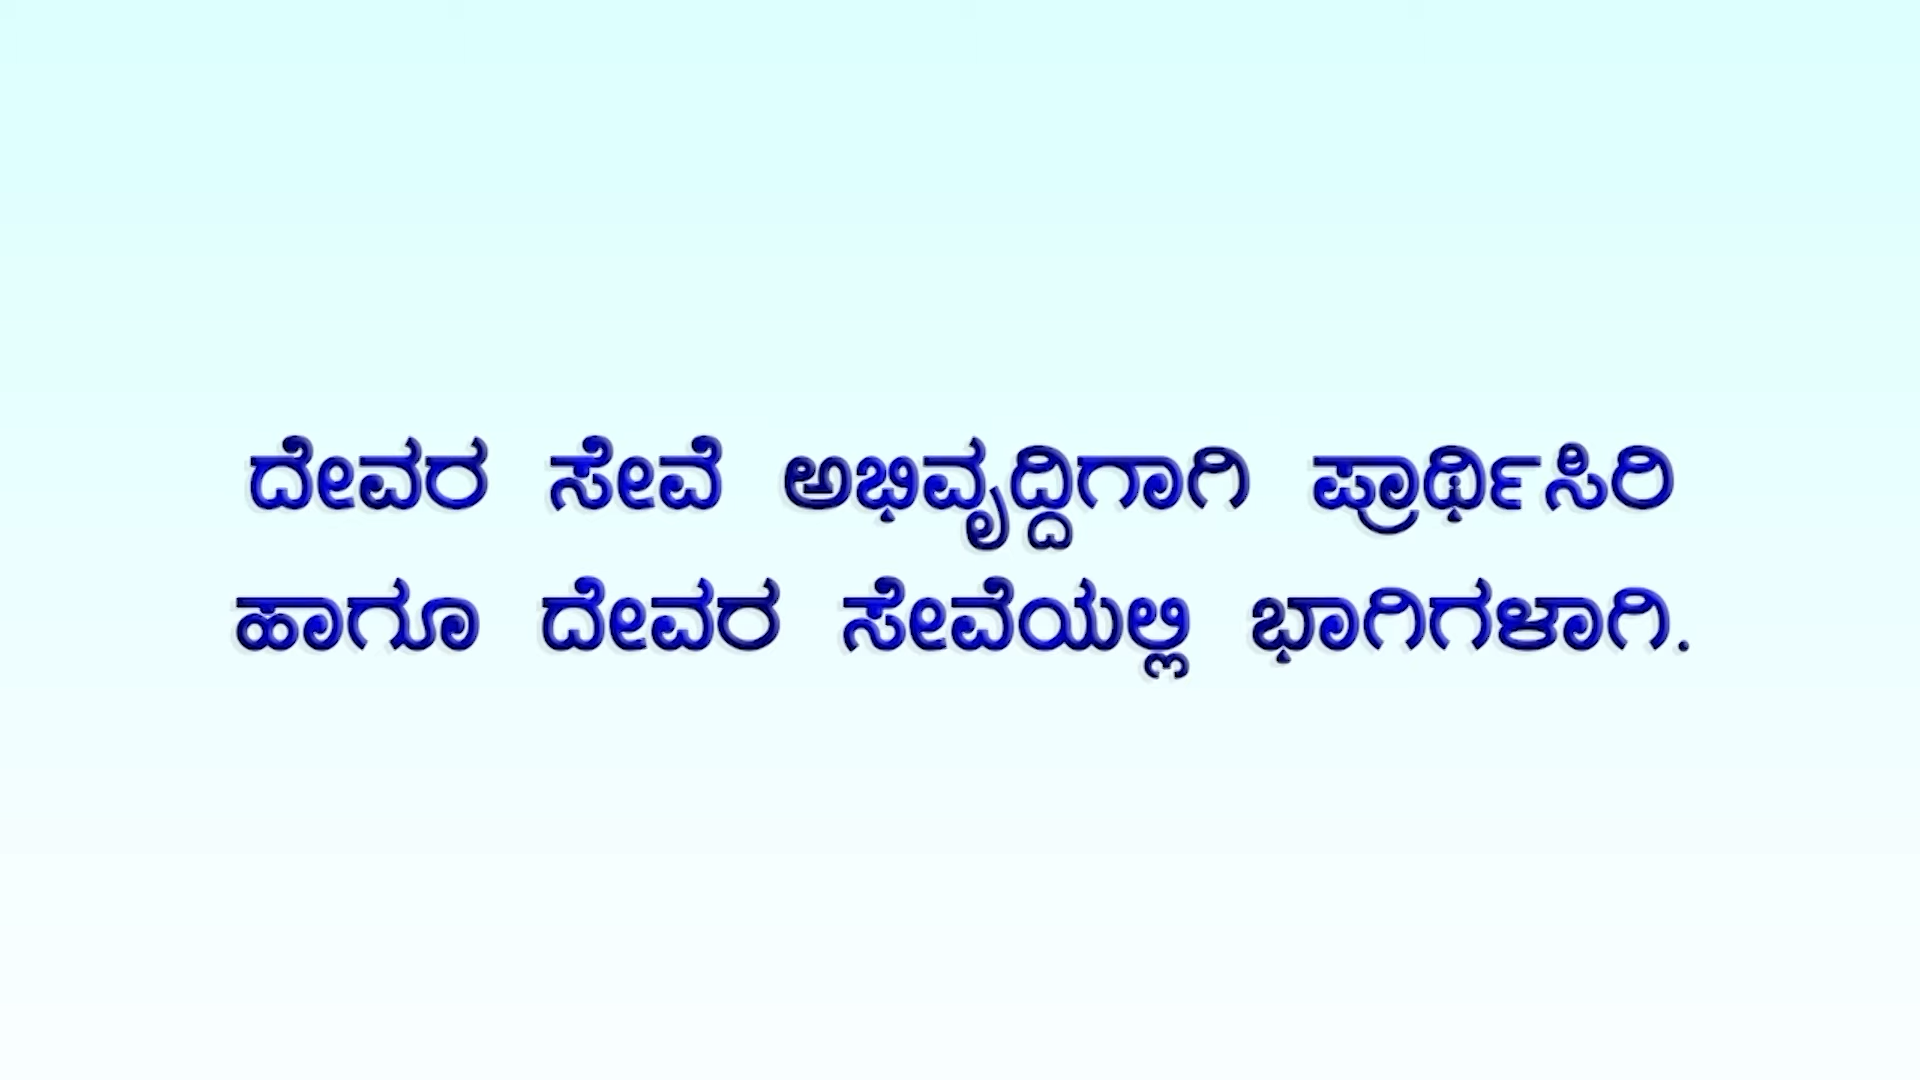 ದೇವರ ಸೇವೆ ಅಭಿವೃದ್ದಿಗಾಗಿ ಪ್ರಾರ್ಥಿಸಿರಿ
ಹಾಗೂ ದೇವರ ಸೇವೆಯಲ್ಲಿ ಭಾಗಿಗಳಾಗಿ.